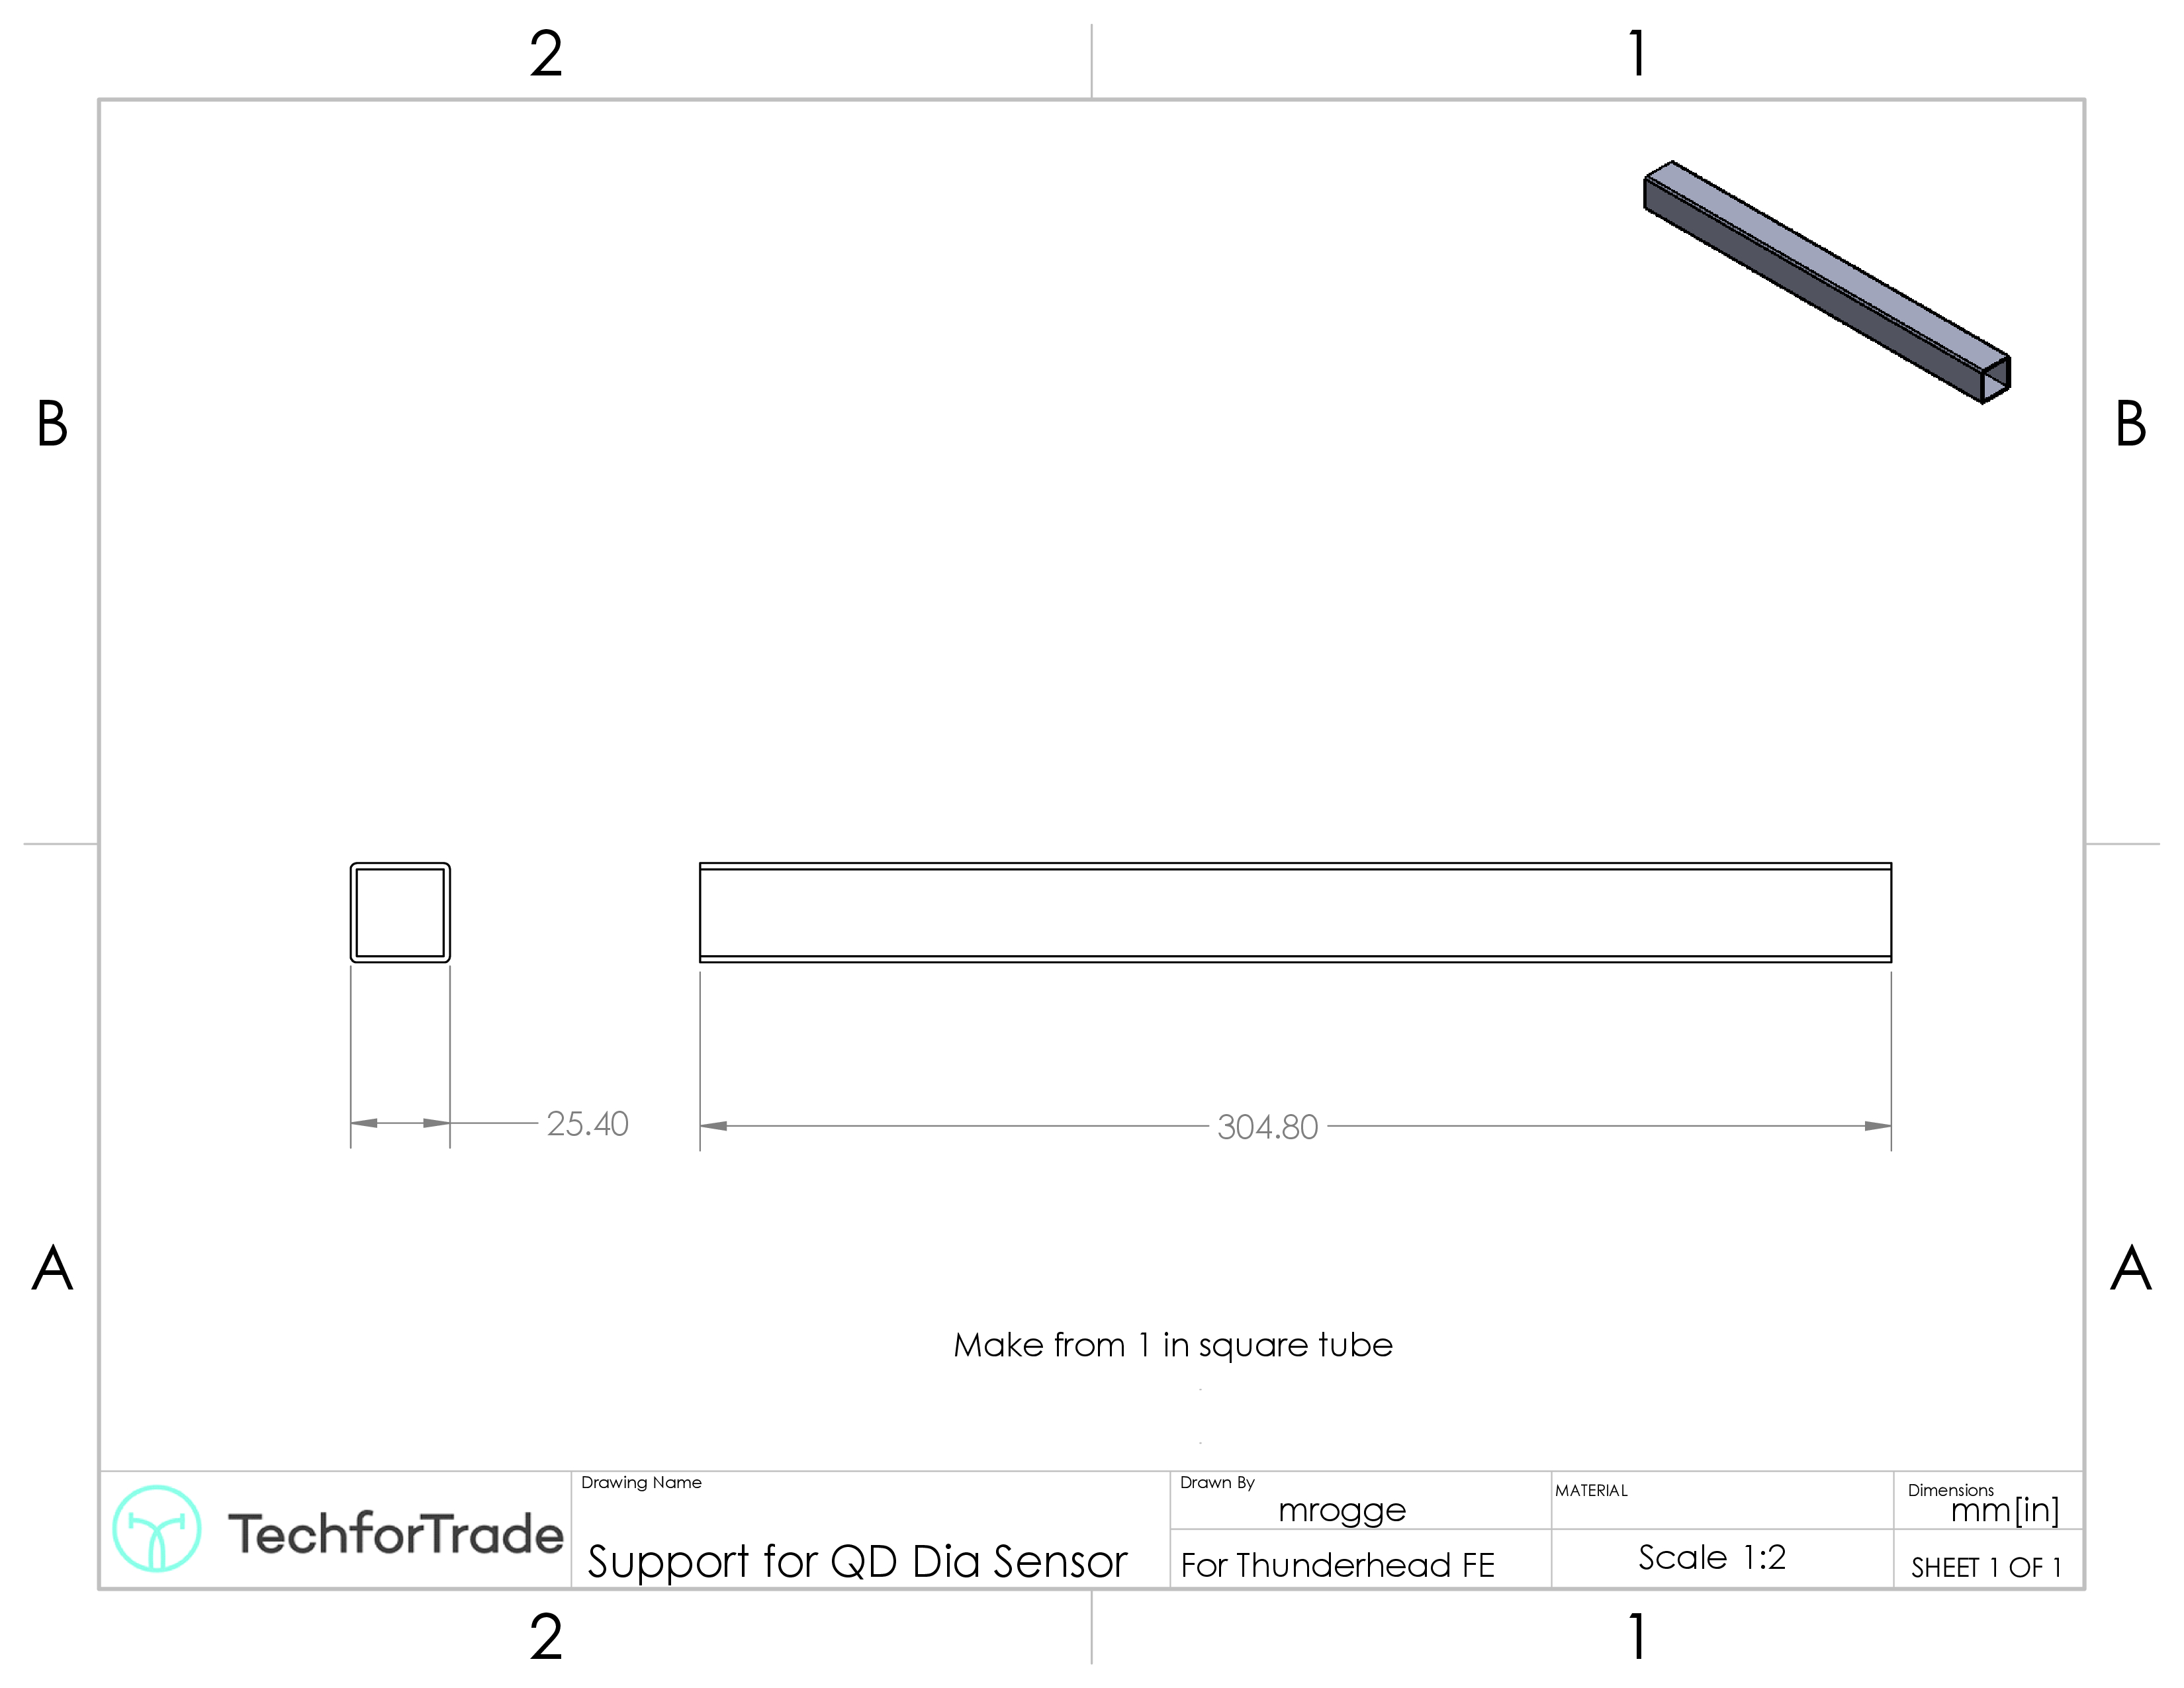 2 1
B B
25.40 304.80
A A
Make from 1 in square tube
TechforTrade
Drawing Name
Support for QD Dia Sensor
Drawn By
mrogge
For Thunderhead FE
MATERIAL
Scale 1:2
Dimensions
mm[in]
SHEET 1 OF 1
2 1